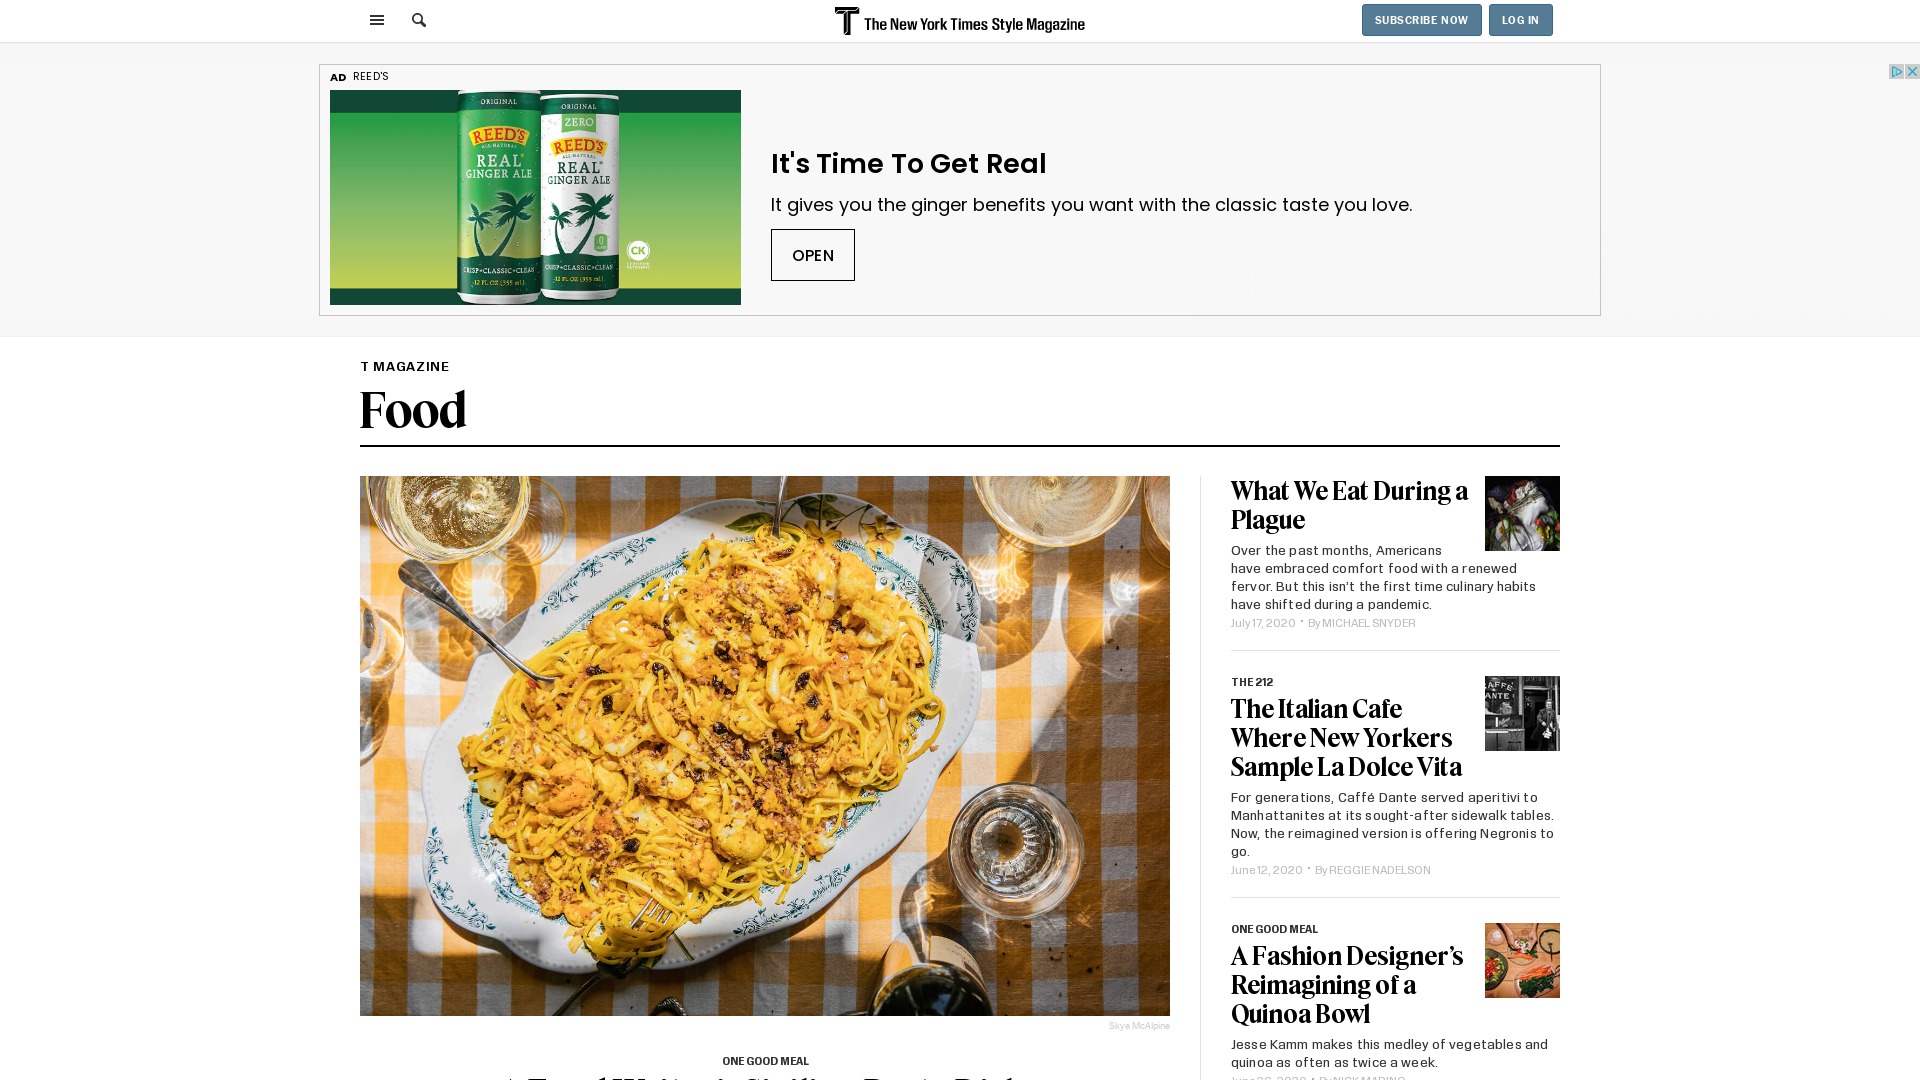 The New York Times Style Magazine
SUBSCRIBE NOW
LOG IN
AD REED'S
ORIGINAL
REED'S
ALL-NATURAL
REAL
GINGER ALE
CRISP•CLASSIC•CLEAN
12 FL OZ (355 mL)
ORIGINAL
ZERO
REED'S
REAL
GINGER ALE
CRISP•CLASSIC•CLEAN
12 FL OZ (355 mL)
CK
It's Time To Get Real
It gives you the ginger benefits you want with the classic taste you love.
OPEN
T MAGAZINE
Food
Skye McAlpine
ONE GOOD MEAL
What We Eat During a
Plague
Over the past months, Americans
have embraced comfort food with a renewed
fervor. But this isn’t the first time culinary habits
have shifted during a pandemic.
July 17, 2020 · By MICHAEL SNYDER
THE 212
The Italian Cafe
Where New Yorkers
Sample La Dolce Vita
For generations, Caffé Dante served aperitivi to
Manhattanites at its sought-after sidewalk tables.
Now, the reimagined version is offering Negronis to
go.
June 12, 2020 · By REGGIE NADELSON
ONE GOOD MEAL
A Fashion Designer’s
Reimagining of a
Quinoa Bowl
Jesse Kamm makes this medley of vegetables and
quinoa as often as twice a week.